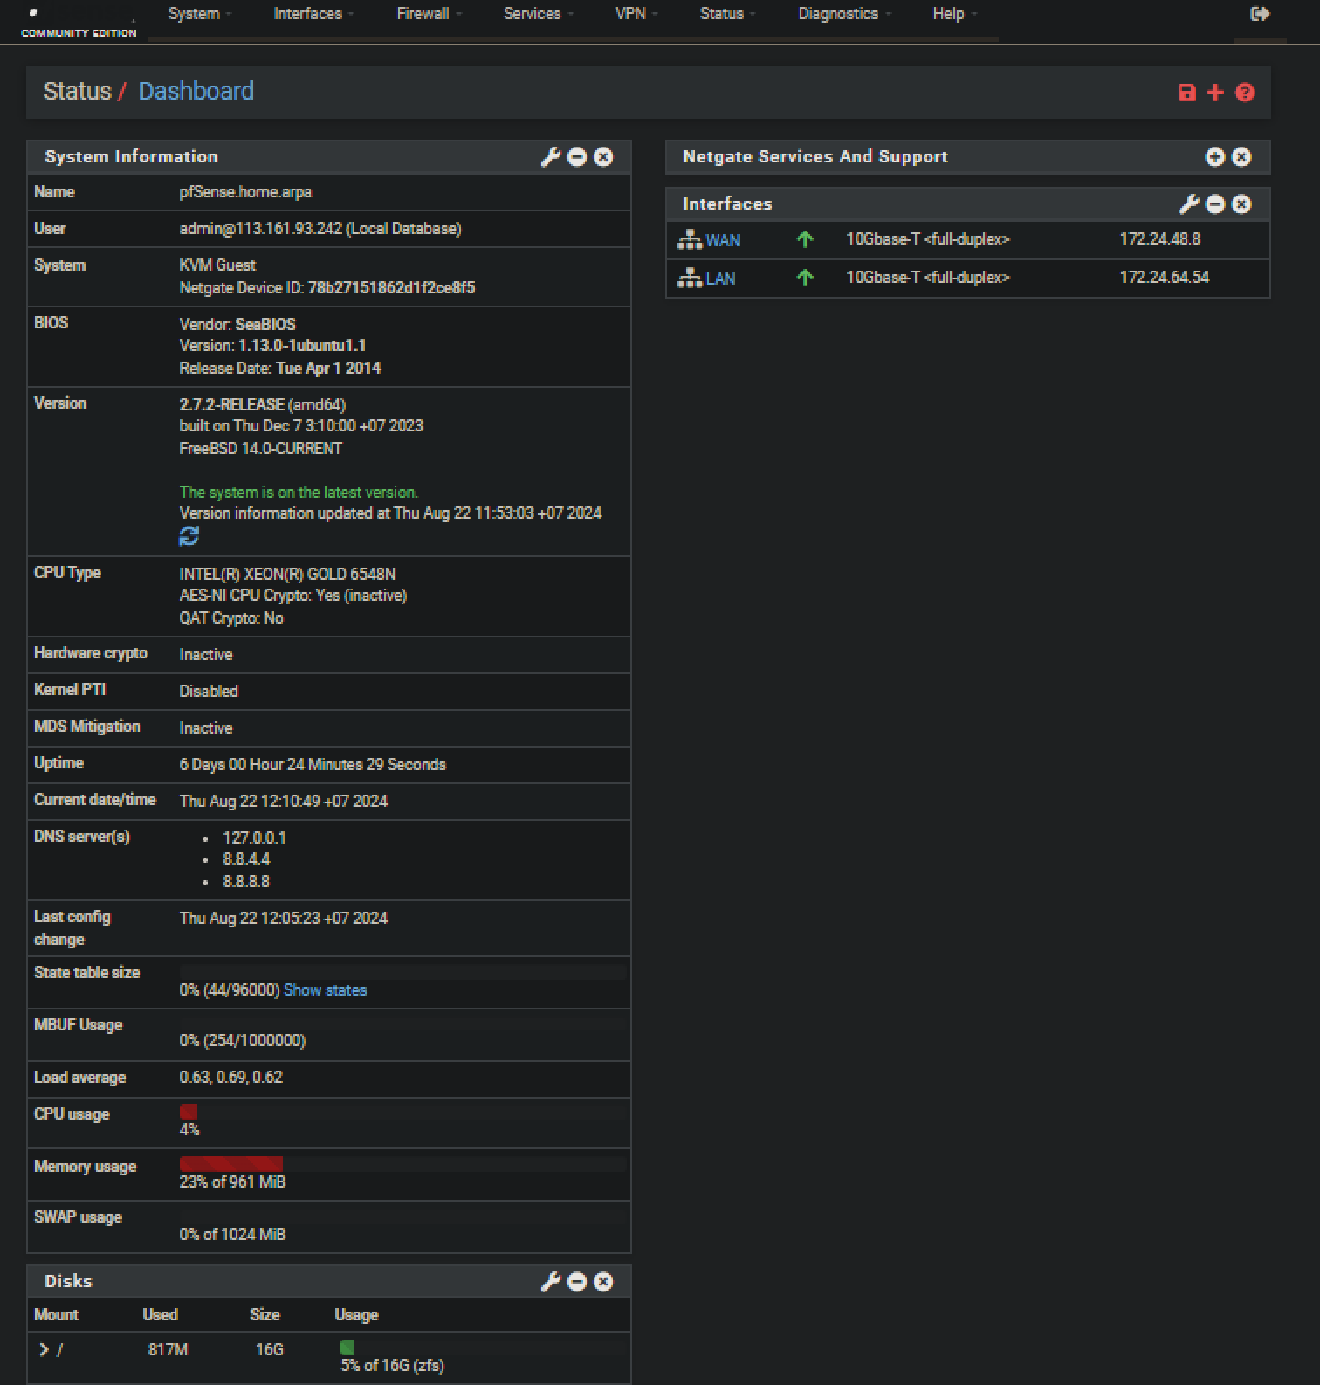 System Interfaces Firewall Services VPN Status Diagnostics Help
COMMUNITY EDITION
Status / Dashboard
System Information
Name pfSense.home.arpa
User admin@113.161.93.242 (Local Database)
System KVM Guest
Netgate Device ID: 78b27151862d1f2ce8f5
BIOS Vendor: SeaBIOS
Version: 1.13.0-1ubuntu1.1
Release Date: Tue Apr 1 2014
Version 2.7.2-RELEASE (amd64)
built on Thu Dec 7 3:10:00 +07 2023
FreeBSD 14.0-CURRENT
The system is on the latest version.
Version information updated at Thu Aug 22 11:53:03 +07 2024
CPU Type INTEL(R) XEON(R) GOLD 6548N
AES-NI CPU Crypto: Yes (inactive)
QAT Crypto: No
Hardware crypto Inactive
Kernel PTI Disabled
MDS Mitigation Inactive
Uptime 6 Days 00 Hour 24 Minutes 29 Seconds
Current date/time Thu Aug 22 12:10:49 +07 2024
DNS server(s) • 127.0.0.1
• 8.8.4.4
• 8.8.8.8
Last config change Thu Aug 22 12:05:23 +07 2024
State table size 0% (44/96000) Show states
MBUF Usage 0% (254/1000000)
Load average 0.63, 0.69, 0.62
CPU usage 4%
Memory usage 23% of 961 MiB
SWAP usage 0% of 1024 MiB
Disks
Mount Used Size Usage
/ 817M 16G 5% of 16G (zfs)
Netgate Services And Support
Interfaces
WAN 10Gbase-T <full-duplex> 172.24.48.8
LAN 10Gbase-T <full-duplex> 172.24.64.54